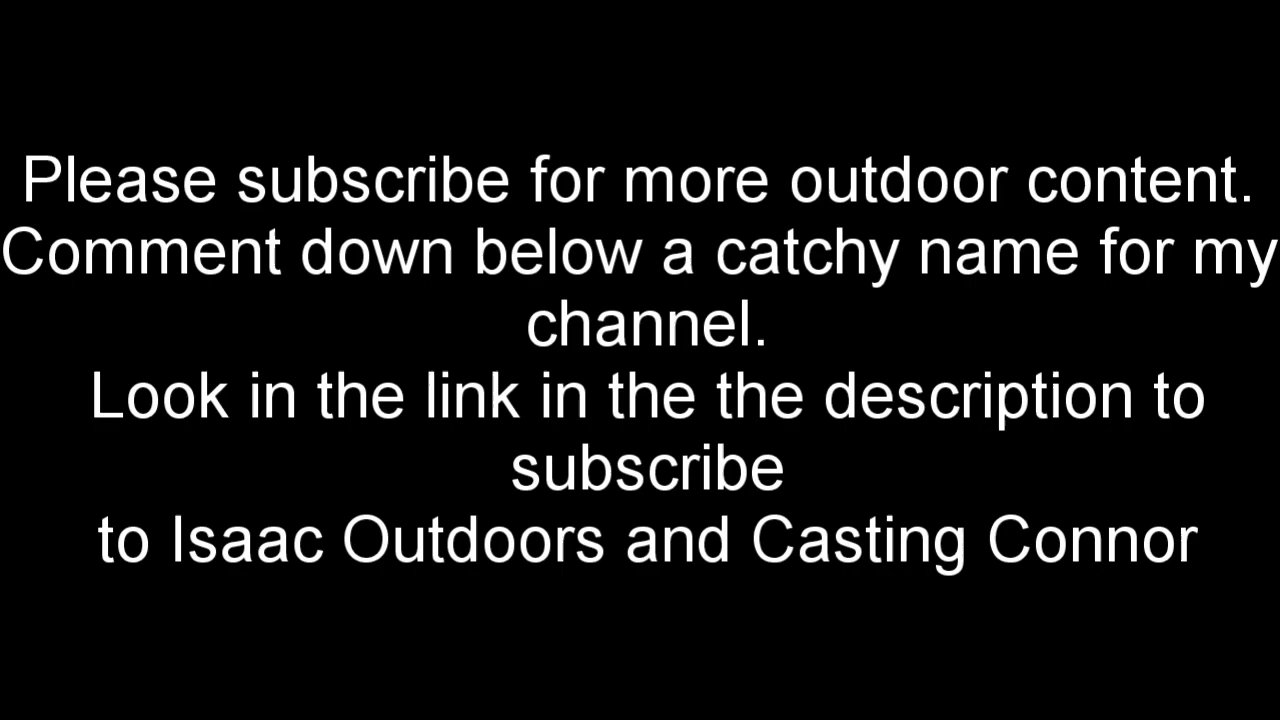 Please subscribe for more outdoor content.
Comment down below a catchy name for my
channel.
Look in the link in the the description to
subscribe
to Isaac Outdoors and Casting Connor